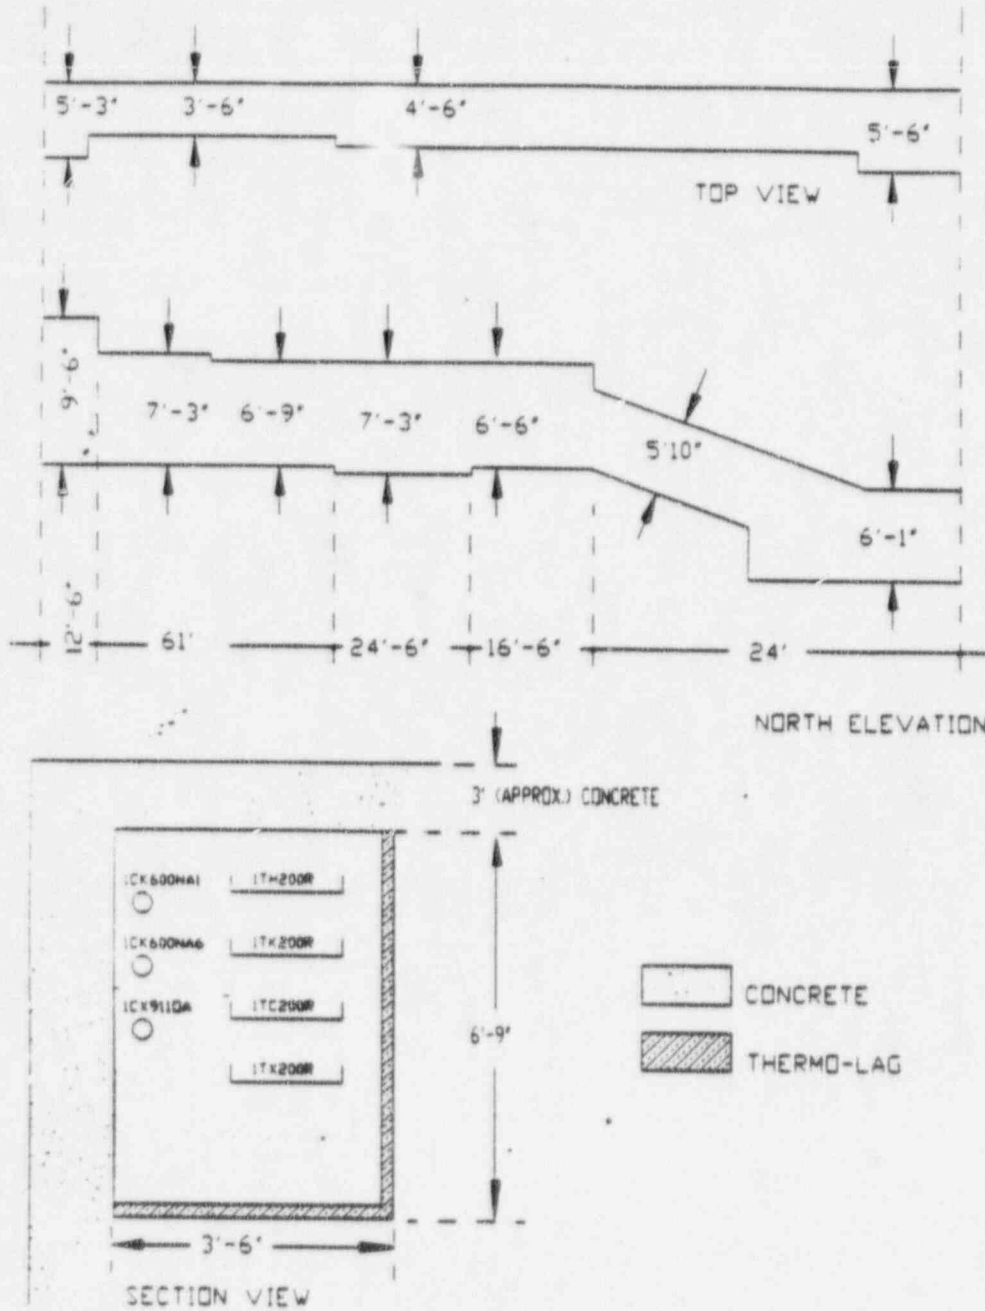 5'-3" 3'-6" 4'-6" 5'-6"
TOP VIEW
9'-6" 7'-3" 6'-9" 7'-3" 6'-6" 5'10" 6'-1"
12'-6" 61' 24'-6" 16'-6" 24'
NORTH ELEVATION
3' (APPROX.) CONCRETE
1CK600NA1 1TH200R
1CK600NA6 1TK200R
1CX9110A 1TC200R
1TX200R
6'-9"
CONCRETE
THERMO-LAG
3'-6"
SECTION VIEW